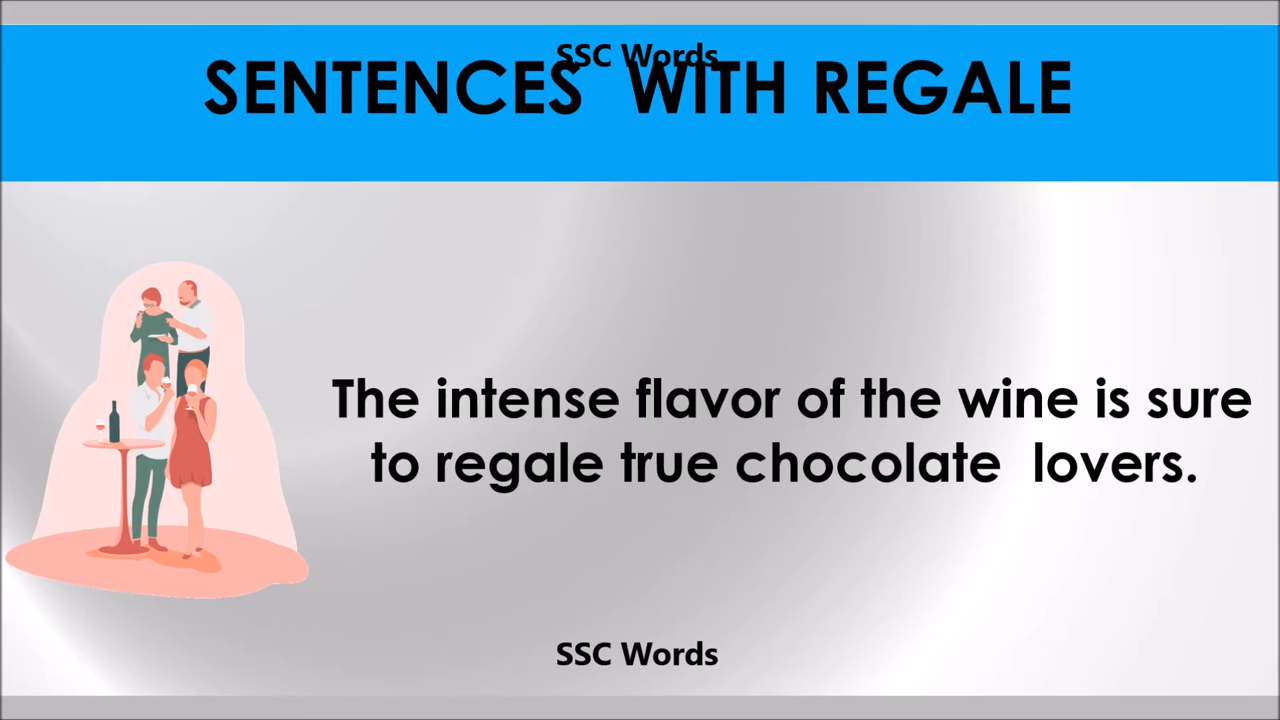 SSC Words
SENTENCES WITH REGALE
The intense flavor of the wine is sure
to regale true chocolate lovers.
SSC Words